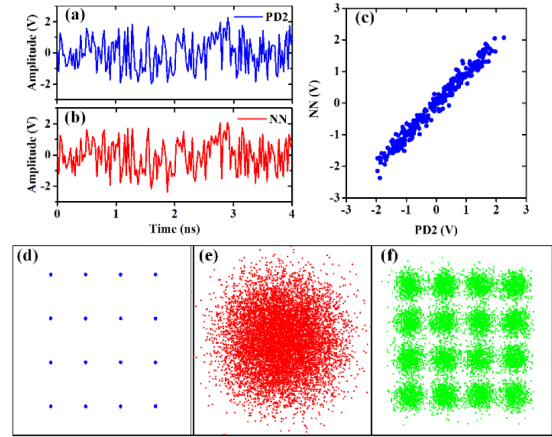 (a)
PD2
Amplitude (V)
2
0
-2
(b)
NN
Amplitude (V)
2
0
-2
0 1 2 3 4
Time (ns)
(c)
NN (V)
3
2
1
0
-1
-2
-3
-2 -1 0 1 2 3
PD2 (V)
(d)
(e)
(f)